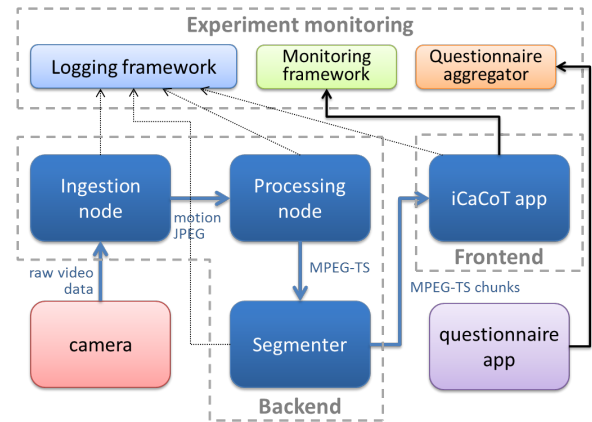 Experiment monitoring
Logging framework
Monitoring
framework
Questionnaire
aggregator
Ingestion
node
Processing
node
iCaCoT app
motion
JPEG
Frontend
raw video
data
MPEG-TS
MPEG-TS chunks
camera
Segmenter
questionnaire
app
Backend